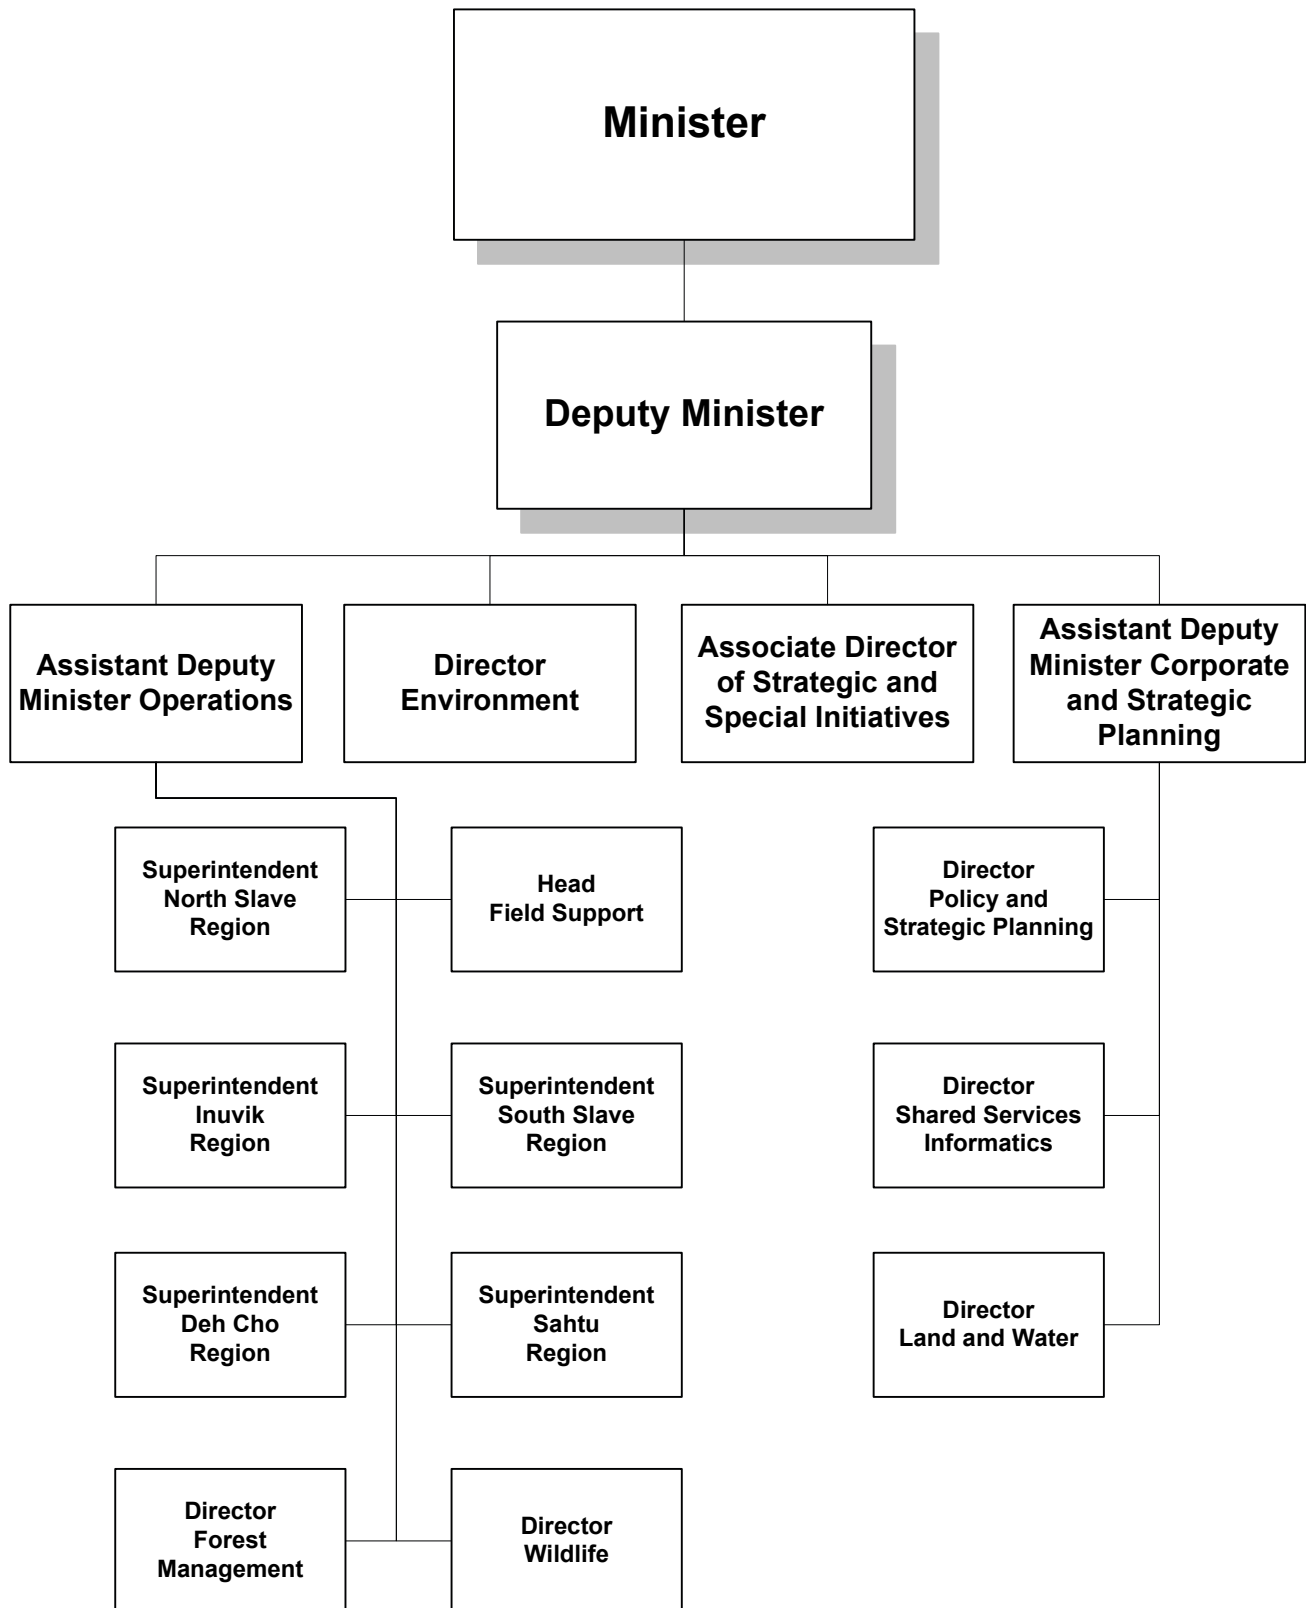 Minister
Deputy Minister
Assistant Deputy
Minister Operations
Director
Environment
Associate Director
of Strategic and
Special Initiatives
Assistant Deputy
Minister Corporate
and Strategic
Planning
Superintendent
North Slave
Region
Head
Field Support
Director
Policy and
Strategic Planning
Superintendent
Inuvik
Region
Superintendent
South Slave
Region
Director
Shared Services
Informatics
Superintendent
Deh Cho
Region
Superintendent
Sahtu
Region
Director
Land and Water
Director
Forest
Management
Director
Wildlife